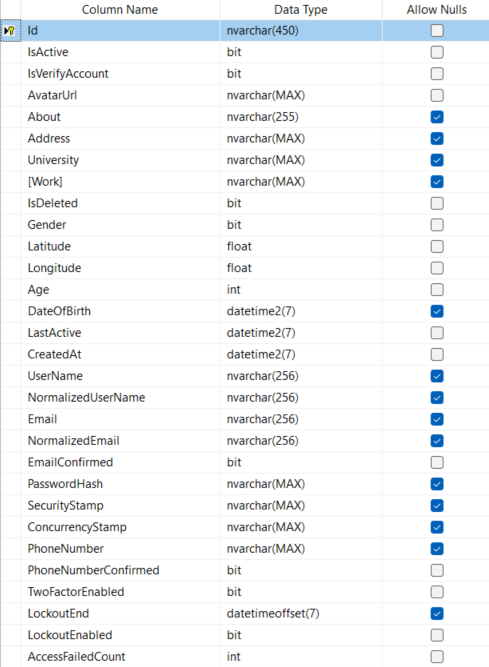 Column Name Data Type Allow Nulls
Id nvarchar(450)
IsActive bit
IsVerifyAccount bit
AvatarUrl nvarchar(MAX)
About nvarchar(255)
Address nvarchar(MAX)
University nvarchar(MAX)
[Work] nvarchar(MAX)
IsDeleted bit
Gender bit
Latitude float
Longitude float
Age int
DateOfBirth datetime2(7)
LastActive datetime2(7)
CreatedAt datetime2(7)
UserName nvarchar(256)
NormalizedUserName nvarchar(256)
Email nvarchar(256)
NormalizedEmail nvarchar(256)
EmailConfirmed bit
PasswordHash nvarchar(MAX)
SecurityStamp nvarchar(MAX)
ConcurrencyStamp nvarchar(MAX)
PhoneNumber nvarchar(MAX)
PhoneNumberConfirmed bit
TwoFactorEnabled bit
LockoutEnd datetimeoffset(7)
LockoutEnabled bit
AccessFailedCount int